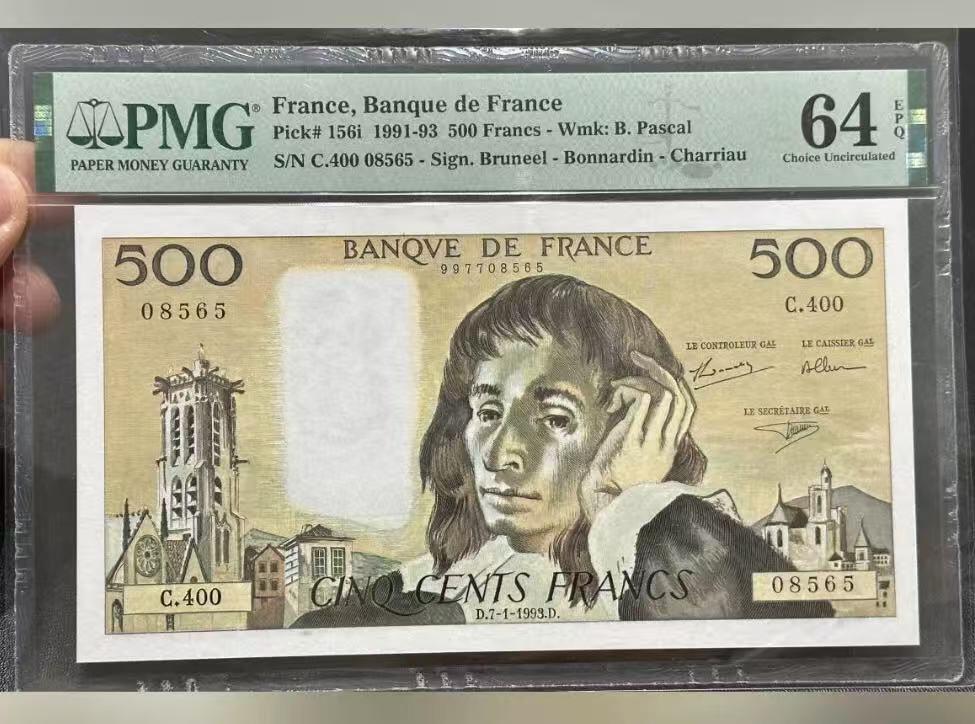 PMG®
PAPER MONEY GUARANTY
France, Banque de France
Pick# 156i 1991-93 500 Francs - Wmk: B. Pascal
S/N C.400 08565 - Sign. Bruneel - Bonnardin - Charriau
64
EPQ
Choice Uncirculated
500
BANQVE DE FRANCE
500
997708565
08565
C.400
LE CONTROLEUR GAL
LE CAISSIER GAL
LE SECRÉTAIRE GAL
C.400
CINQ CENTS FRANCS
08565
D.7-1-1993.D.